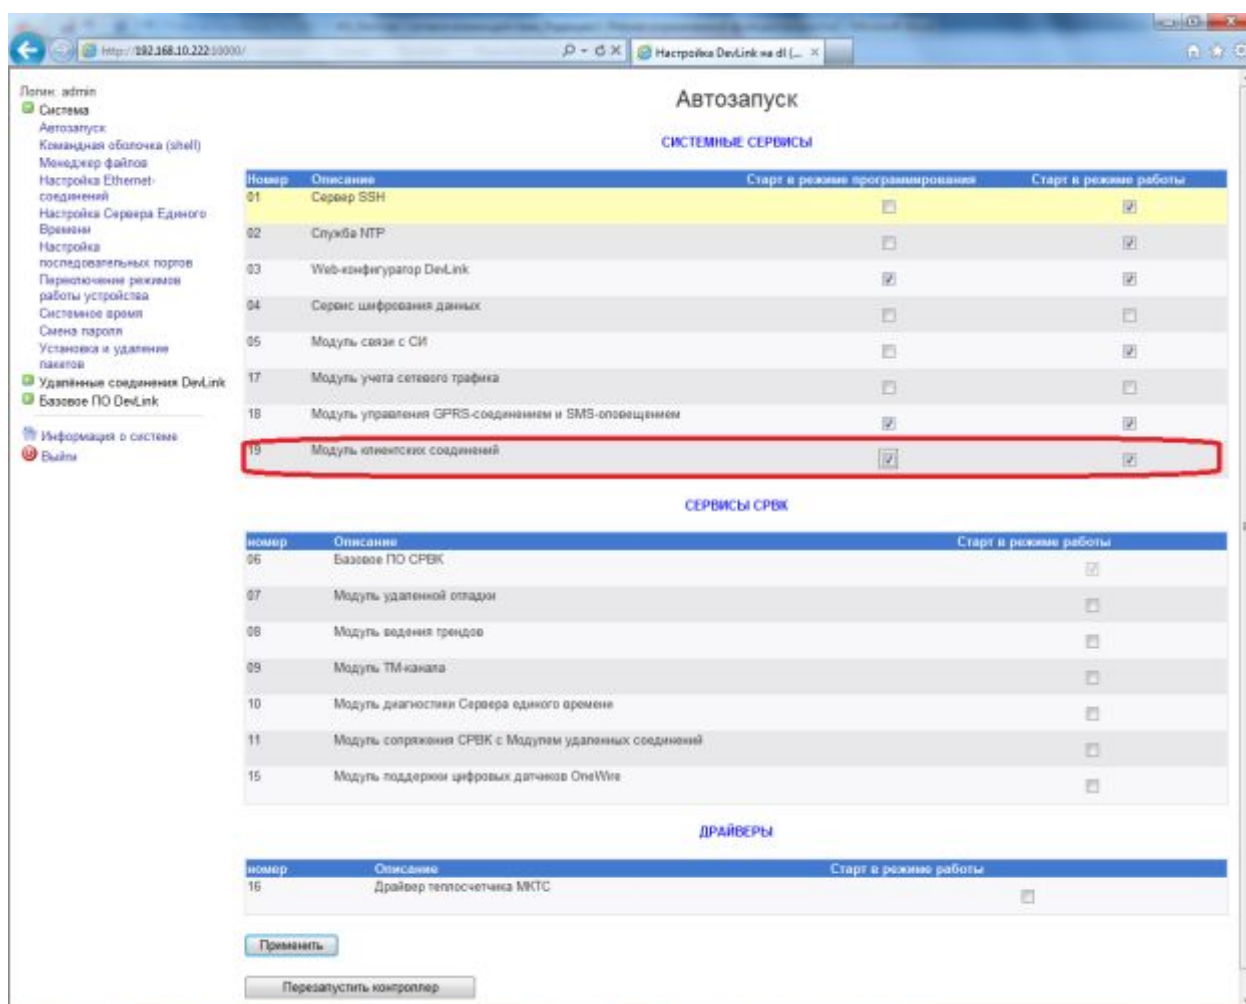 http://192.168.10.222:10000/
Настройка DevLink на dl (...
Логин: admin
Система
Автозапуск
Командная оболочка (shell)
Менеджер файлов
Настройка Ethernet-
соединений
Настройка Сервера Единого
Времени
Настройка
последовательных портов
Переключение режимов
работы устройства
Системное время
Смена пароля
Установка и удаление
пакетов
Удалённые соединения DevLink
Базовое ПО DevLink
Информация о системе
Выйти
Автозапуск
СИСТЕМНЫЕ СЕРВИСЫ
Номер Описание Старт в режиме программирования Старт в режиме работы
01 Сервер SSH
02 Служба NTP
03 Web-конфигуратор DevLink
04 Сервис шифрования данных
05 Модуль связи с СИ
17 Модуль учета сетевого трафика
18 Модуль управления GPRS-соединением и SMS-оповещением
19 Модуль клиентских соединений
СЕРВИСЫ СРВК
номер Описание Старт в режиме работы
06 Базовое ПО СРВК
07 Модуль удаленной отладки
08 Модуль ведения трендов
09 Модуль ТМ-канала
10 Модуль диагностики Сервера единого времени
11 Модуль сопряжения СРВК с Модулем удаленных соединений
15 Модуль поддержки цифровых датчиков OneWire
ДРАЙВЕРЫ
номер Описание Старт в режиме работы
16 Драйвер теплосчетчика МКТС
Применить
Перезапустить контроллер